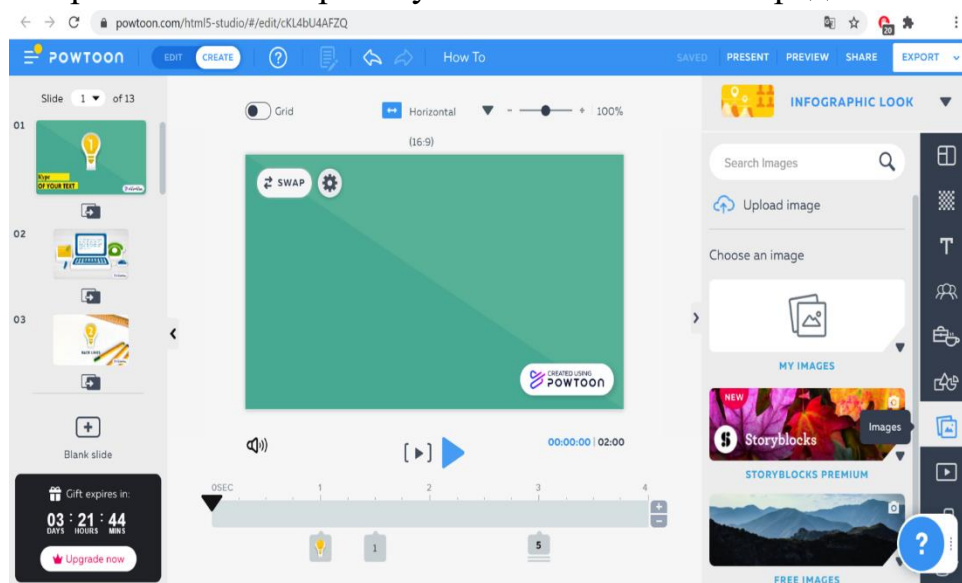 powtoon.com/html5-studio/#/edit/cKL4bU4AFZQ
20
POWTOON
EDIT
CREATE
?
How To
SAVED
PRESENT
PREVIEW
SHARE
EXPORT
Slide 1 of 13
01
OF YOUR TEXT
02
03
Blank slide
Gift expires in:
03 : 21 : 44
DAYS HOURS MINS
Upgrade now
Grid
Horizontal
- + 100%
(16:9)
SWAP
CREATED USING
POWTOON
00:00:00 | 02:00
0SEC 1 2 3 4
+
-
1
5
INFOGRAPHIC LOOK
Search Images
Upload image
Choose an image
MY IMAGES
NEW
Storyblocks
Images
STORYBLOCKS PREMIUM
FREE IMAGES
T
?